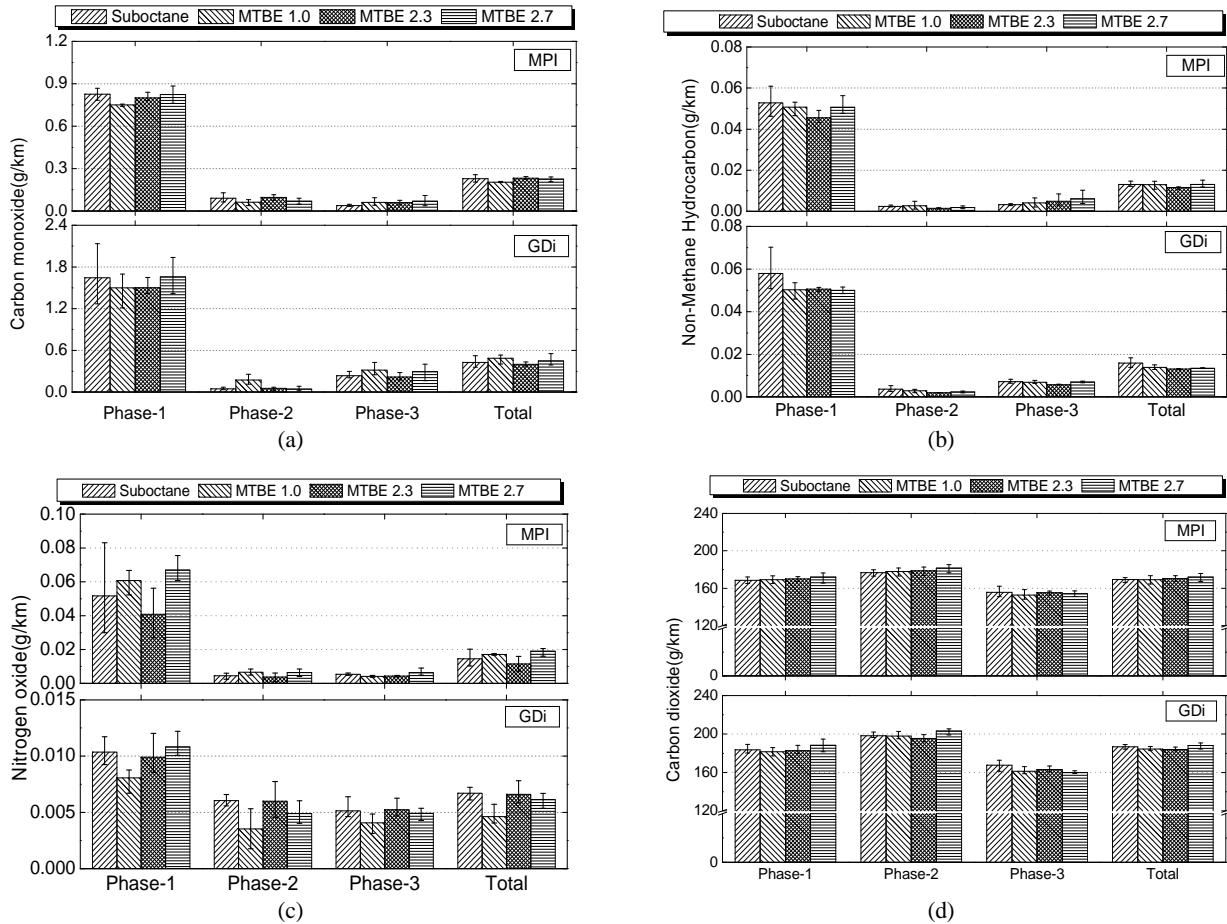 Suboctane MTBE 1.0 MTBE 2.3 MTBE 2.7
1.2
MPI
0.9
0.6
0.3
0.0
2.4
GDi
1.8
1.2
0.6
0.0
Carbon monoxide(g/km)
Phase-1 Phase-2 Phase-3 Total
(a)
Suboctane MTBE 1.0 MTBE 2.3 MTBE 2.7
0.08
MPI
0.06
0.04
0.02
0.00
0.08
GDi
0.06
0.04
0.02
0.00
Non-Methane Hydrocarbon(g/km)
Phase-1 Phase-2 Phase-3 Total
(b)
Suboctane MTBE 1.0 MTBE 2.3 MTBE 2.7
0.10
MPI
0.08
0.06
0.04
0.02
0.00
0.015
GDi
0.010
0.005
0.000
Nitrogen oxide(g/km)
Phase-1 Phase-2 Phase-3 Total
(c)
Suboctane MTBE 1.0 MTBE 2.3 MTBE 2.7
240
MPI
200
160
120
0
240
GDi
200
160
120
0
Carbon dioxide(g/km)
Phase-1 Phase-2 Phase-3 Total
(d)